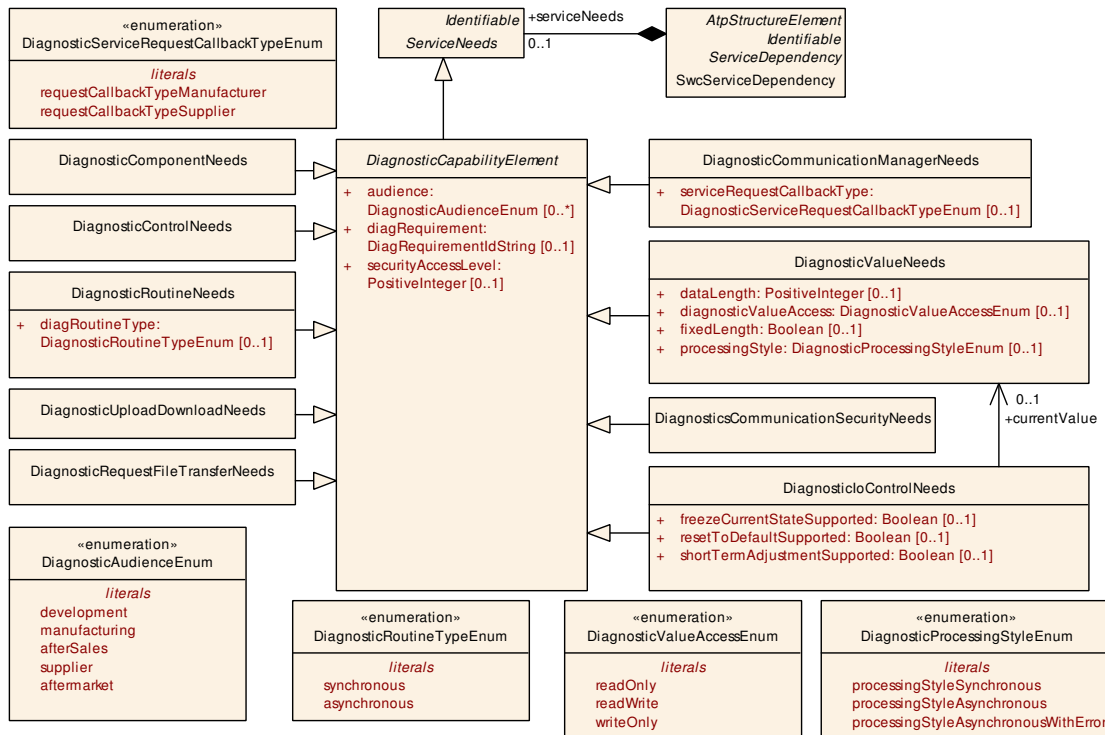 «enumeration»
DiagnosticServiceRequestCallbackTypeEnum
literals
requestCallbackTypeManufacturer
requestCallbackTypeSupplier
Identifiable
ServiceNeeds
+serviceNeeds
0..1
AtpStructureElement
Identifiable
ServiceDependency
SwcServiceDependency
DiagnosticComponentNeeds
DiagnosticControlNeeds
DiagnosticRoutineNeeds
+ diagRoutineType:
DiagnosticRoutineTypeEnum [0..1]
DiagnosticUploadDownloadNeeds
DiagnosticRequestFileTransferNeeds
DiagnosticCapabilityElement
+ audience:
DiagnosticAudienceEnum [0..*]
+ diagRequirement:
DiagRequirementIdString [0..1]
+ securityAccessLevel:
PositiveInteger [0..1]
DiagnosticCommunicationManagerNeeds
+ serviceRequestCallbackType:
DiagnosticServiceRequestCallbackTypeEnum [0..1]
DiagnosticValueNeeds
+ dataLength: PositiveInteger [0..1]
+ diagnosticValueAccess: DiagnosticValueAccessEnum [0..1]
+ fixedLength: Boolean [0..1]
+ processingStyle: DiagnosticProcessingStyleEnum [0..1]
0..1
+currentValue
DiagnosticsCommunicationSecurityNeeds
DiagnosticIoControlNeeds
+ freezeCurrentStateSupported: Boolean [0..1]
+ resetToDefaultSupported: Boolean [0..1]
+ shortTermAdjustmentSupported: Boolean [0..1]
«enumeration»
DiagnosticAudienceEnum
literals
development
manufacturing
afterSales
supplier
aftermarket
«enumeration»
DiagnosticRoutineTypeEnum
literals
synchronous
asynchronous
«enumeration»
DiagnosticValueAccessEnum
literals
readOnly
readWrite
writeOnly
«enumeration»
DiagnosticProcessingStyleEnum
literals
processingStyleSynchronous
processingStyleAsynchronous
processingStyleAsynchronousWithError